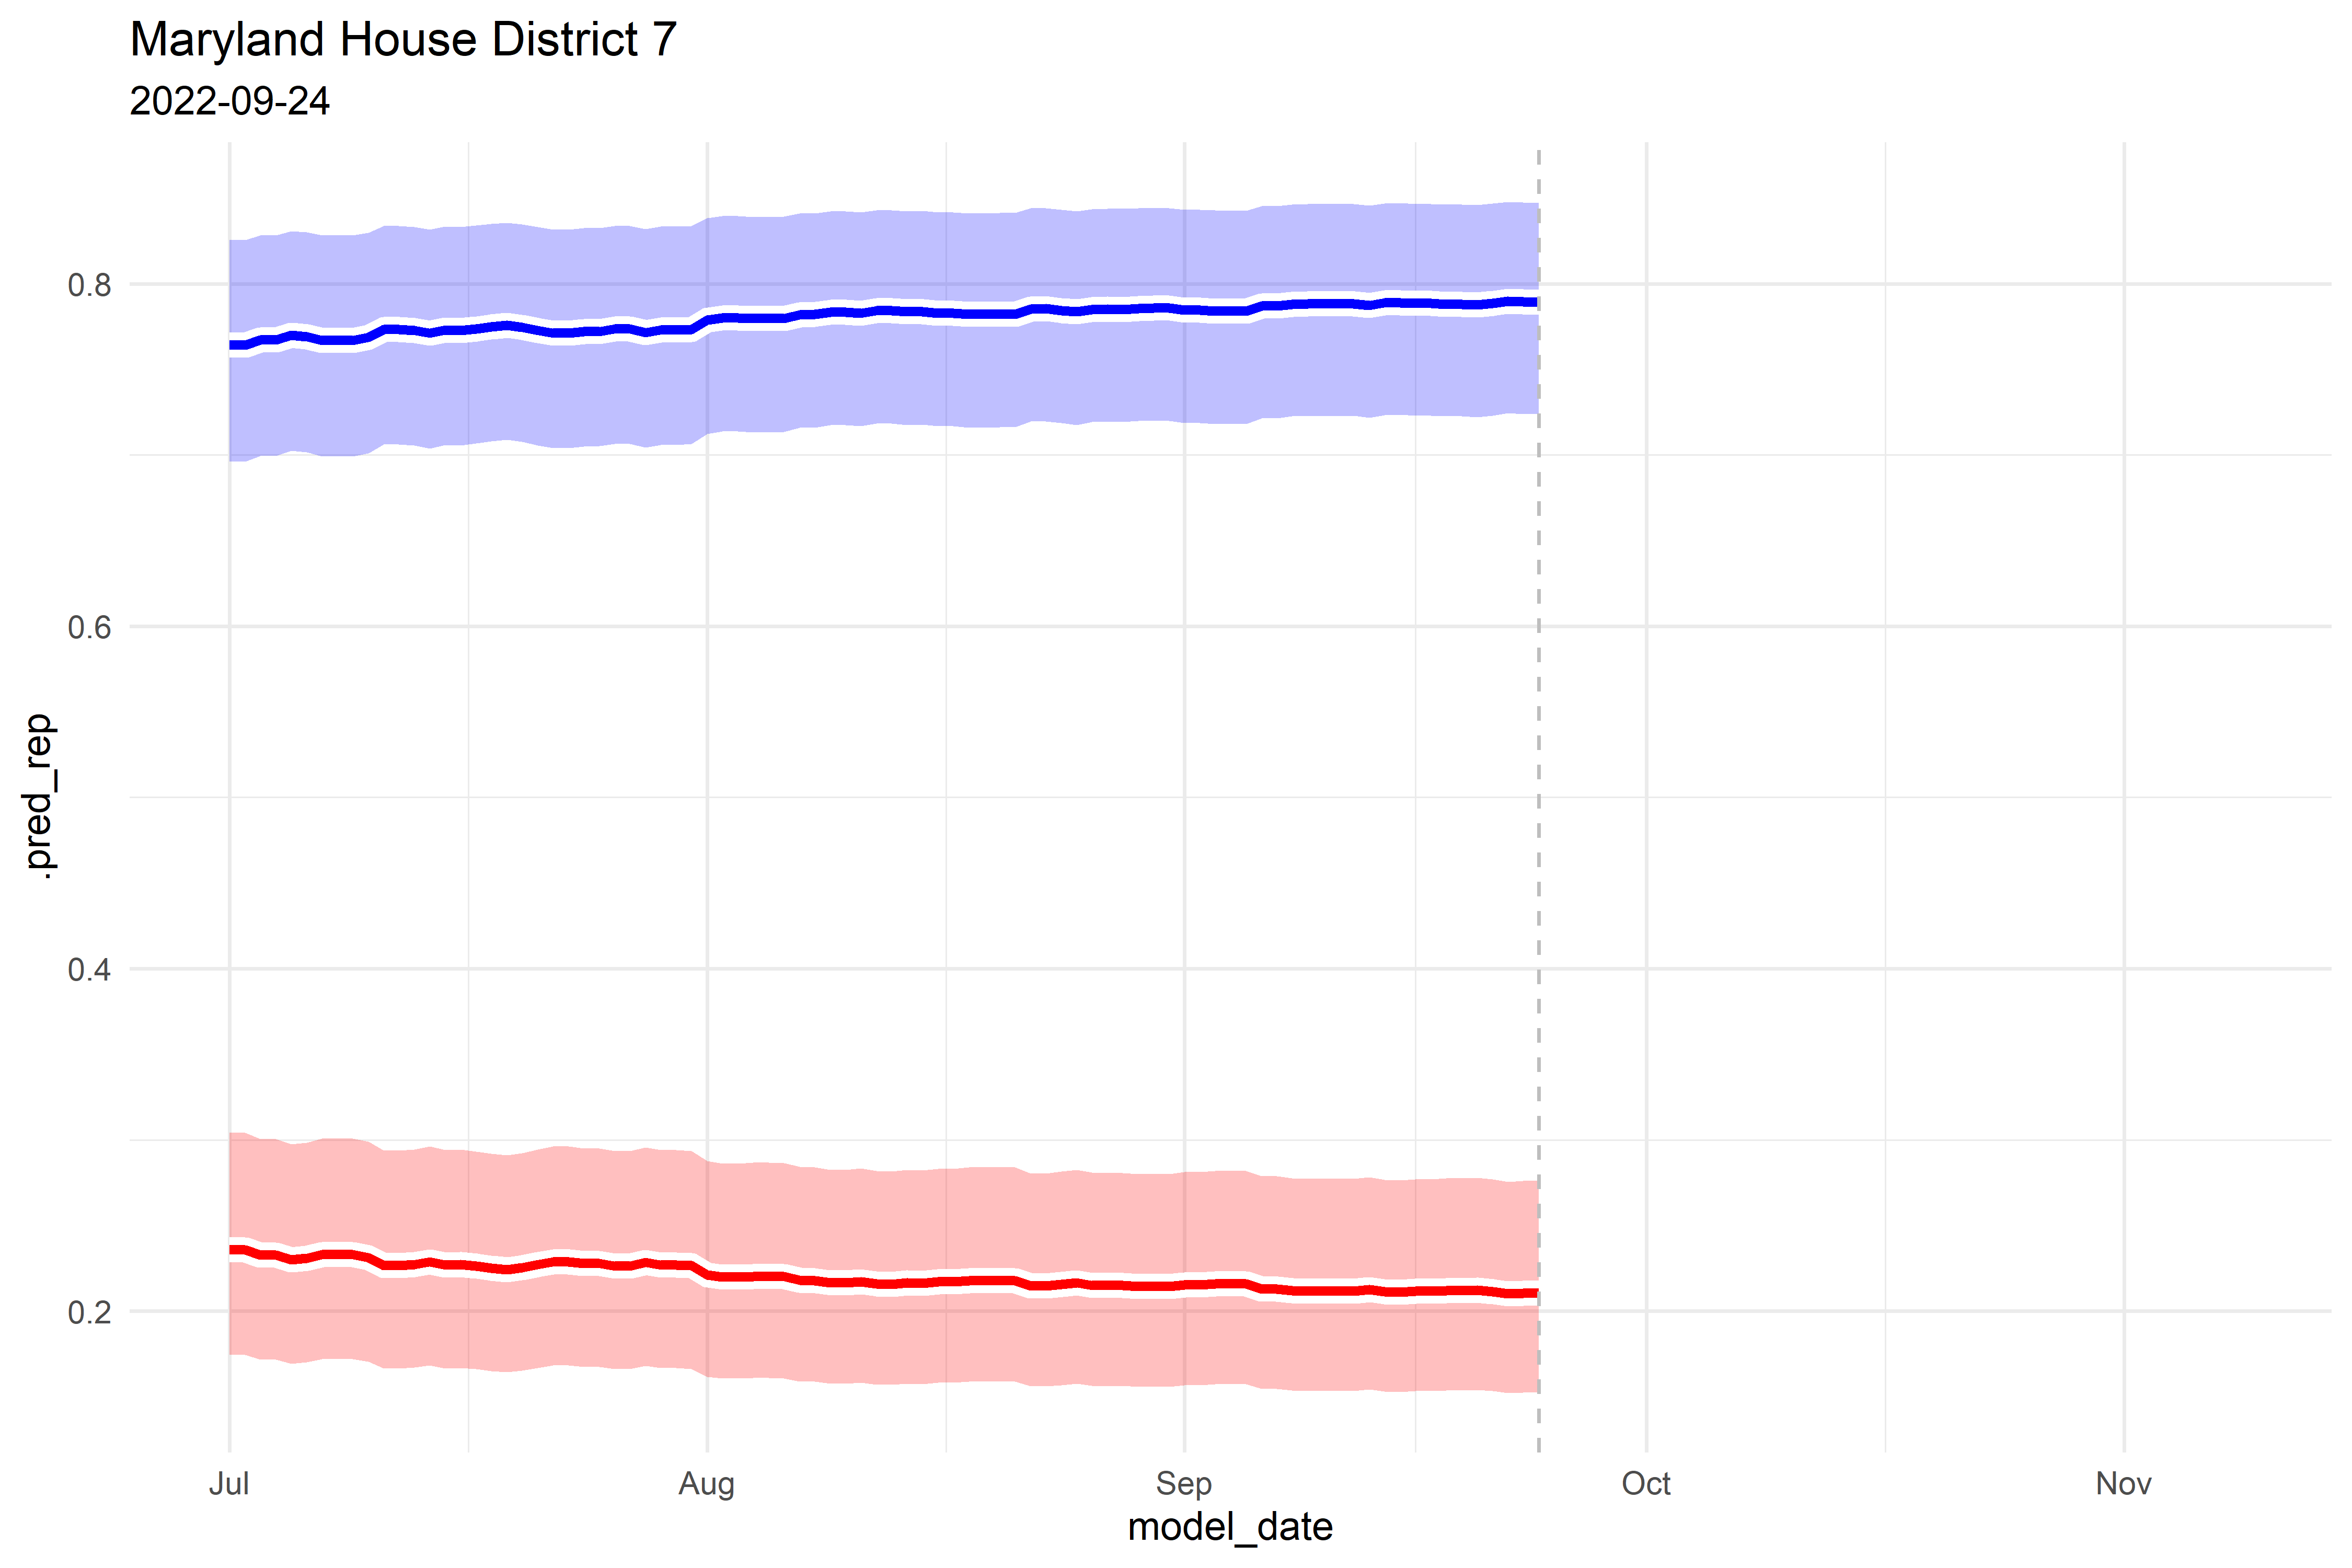 Maryland House District 7
2022-09-24
.pred_rep
0.8
0.6
0.4
0.2
Jul Aug Sep Oct Nov
model_date